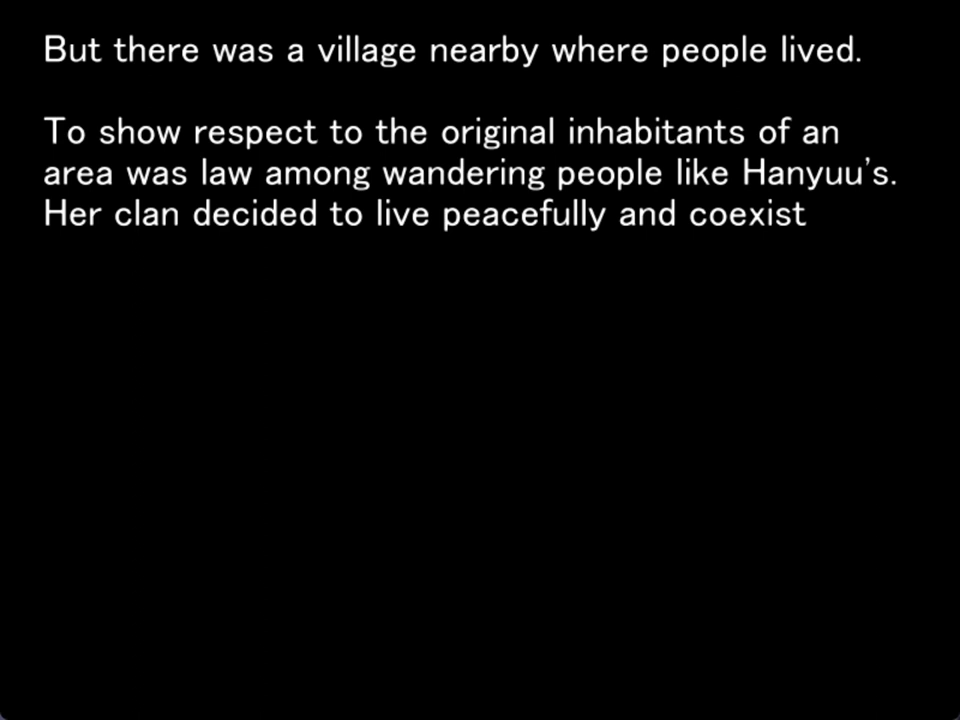 But there was a village nearby where people lived.
To show respect to the original inhabitants of an
area was law among wandering people like Hanyuu's.
Her clan decided to live peacefully and coexist